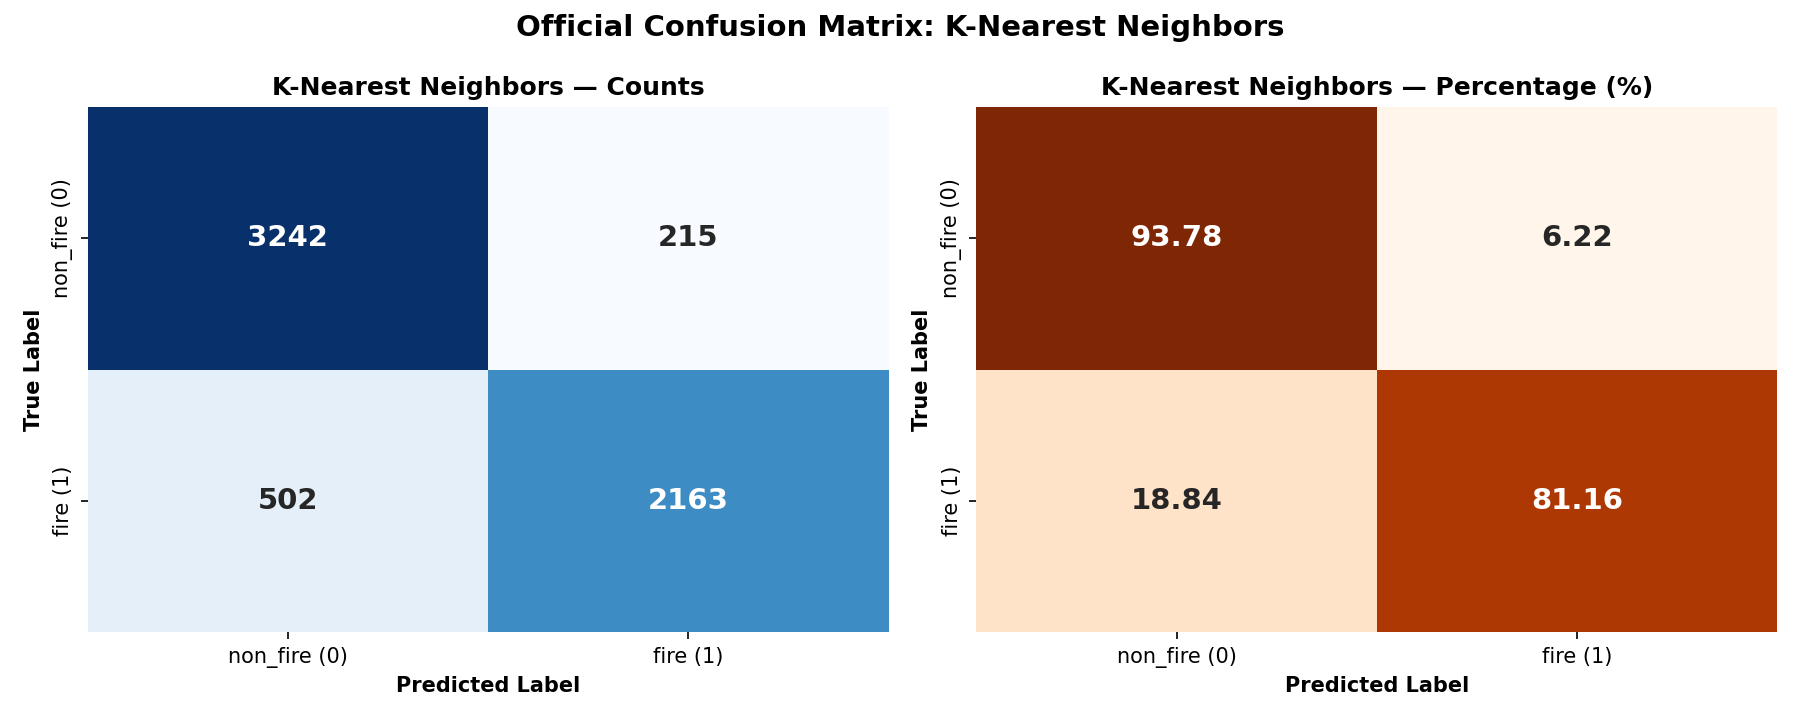 Official Confusion Matrix: K-Nearest Neighbors
K-Nearest Neighbors — Counts
True Label
non_fire (0)
fire (1)
3242
215
502
2163
non_fire (0)
fire (1)
Predicted Label
K-Nearest Neighbors — Percentage (%)
True Label
non_fire (0)
fire (1)
93.78
6.22
18.84
81.16
non_fire (0)
fire (1)
Predicted Label